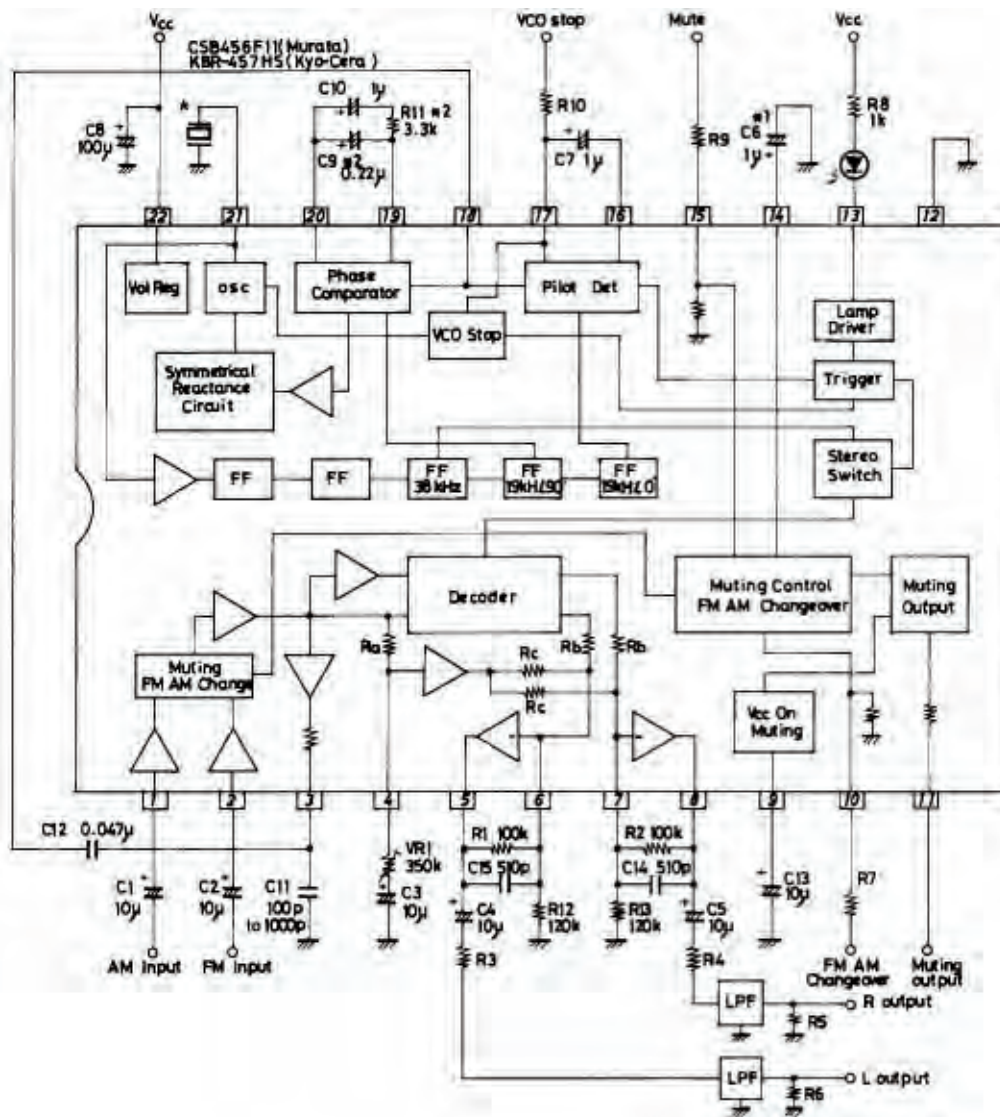 Vcc
VCO stop
Mute
Vcc
CSB456F11(Murata)
KBR-457HS(Kyo-Cera)
C10 1μ
R11 *2
3.3k
C9 *2
0.22μ
C8
100μ
*
R10
C7 1μ
R9
*1
C6
1μ
R8
1k
22
21
20
19
18
17
16
15
14
13
12
Vol Reg
osc
Phase
Comparator
Pilot Det
VCO Stop
Lamp
Driver
Symmetrical
Reactance
Circuit
Trigger
Stereo
Switch
FF
FF
FF
38kHz
FF
19kHz∠90
FF
19kHz∠0
Decoder
Muting Control
FM AM Changeover
Muting
Output
Ra
Rb
Rb
Rc
Rc
Muting
FM AM Change
Vcc On
Muting
1
2
3
4
5
6
7
8
9
10
11
C12 0.047μ
C1
10μ
C2
10μ
C11
100p
to 1000p
VR1
350k
C3
10μ
R1 100k
C15 510p
C4
10μ
R12
120k
R3
R2 100k
C14 510p
R13
120k
C5
10μ
R4
C13
10μ
R7
AM Input
FM Input
FM AM
Changeover
Muting
output
LPF
R output
R5
LPF
L output
R6